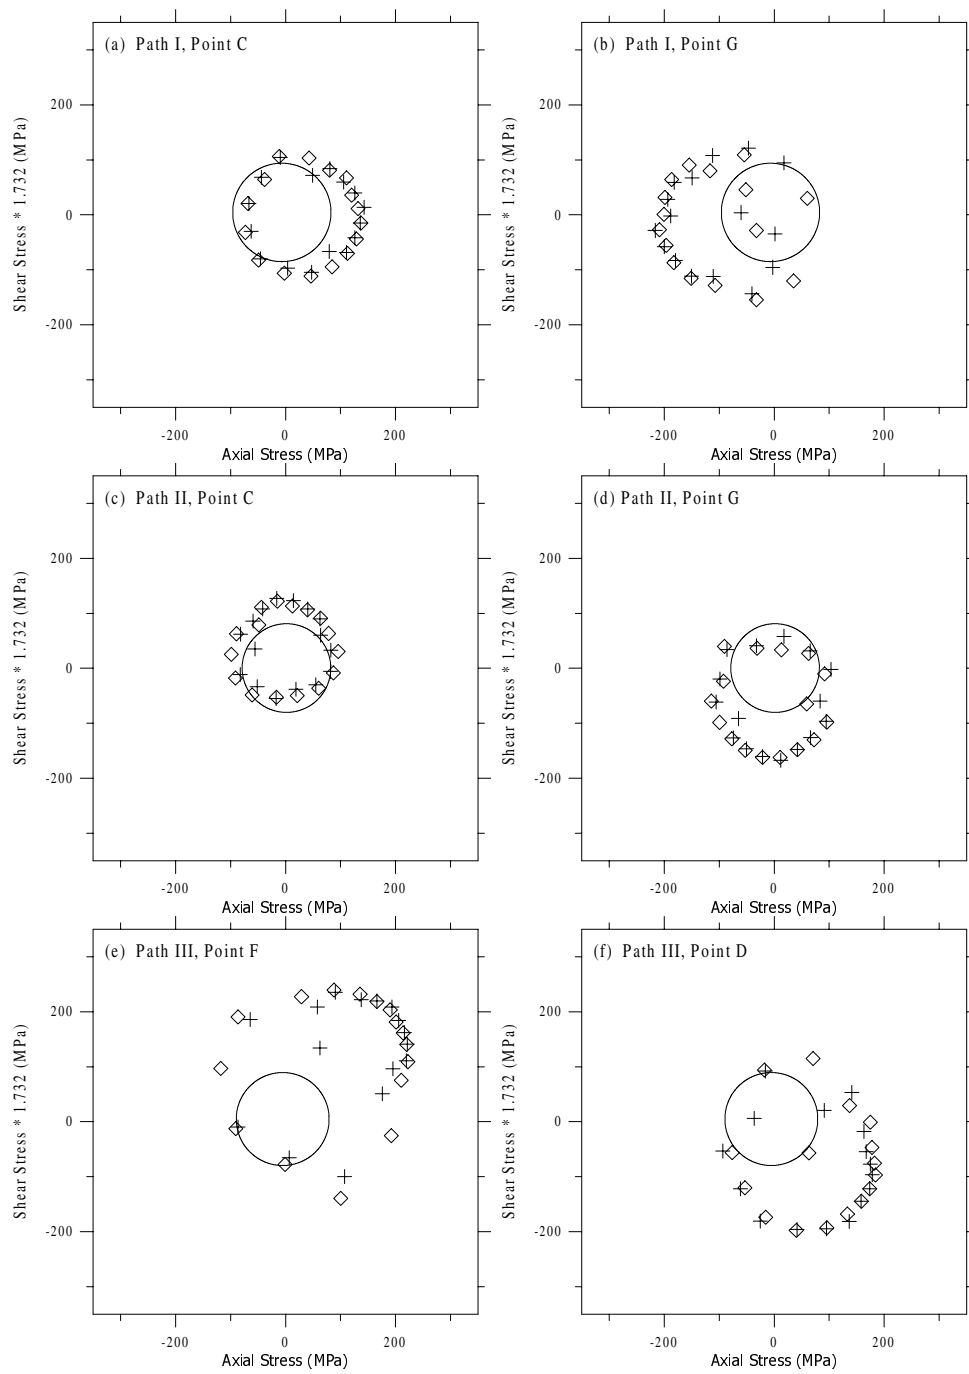 (a) Path I, Point C
(b) Path I, Point G
Shear Stress * 1.732 (MPa)
200
0
-200
Shear Stress * 1.732 (MPa)
200
0
-200
-200 0 200
Axial Stress (MPa)
-200 0 200
Axial Stress (MPa)
(c) Path II, Point C
(d) Path II, Point G
Shear Stress * 1.732 (MPa)
200
0
-200
Shear Stress * 1.732 (MPa)
200
0
-200
-200 0 200
Axial Stress (MPa)
-200 0 200
Axial Stress (MPa)
(e) Path III, Point F
(f) Path III, Point D
Shear Stress * 1.732 (MPa)
200
0
-200
Shear Stress * 1.732 (MPa)
200
0
-200
-200 0 200
Axial Stress (MPa)
-200 0 200
Axial Stress (MPa)